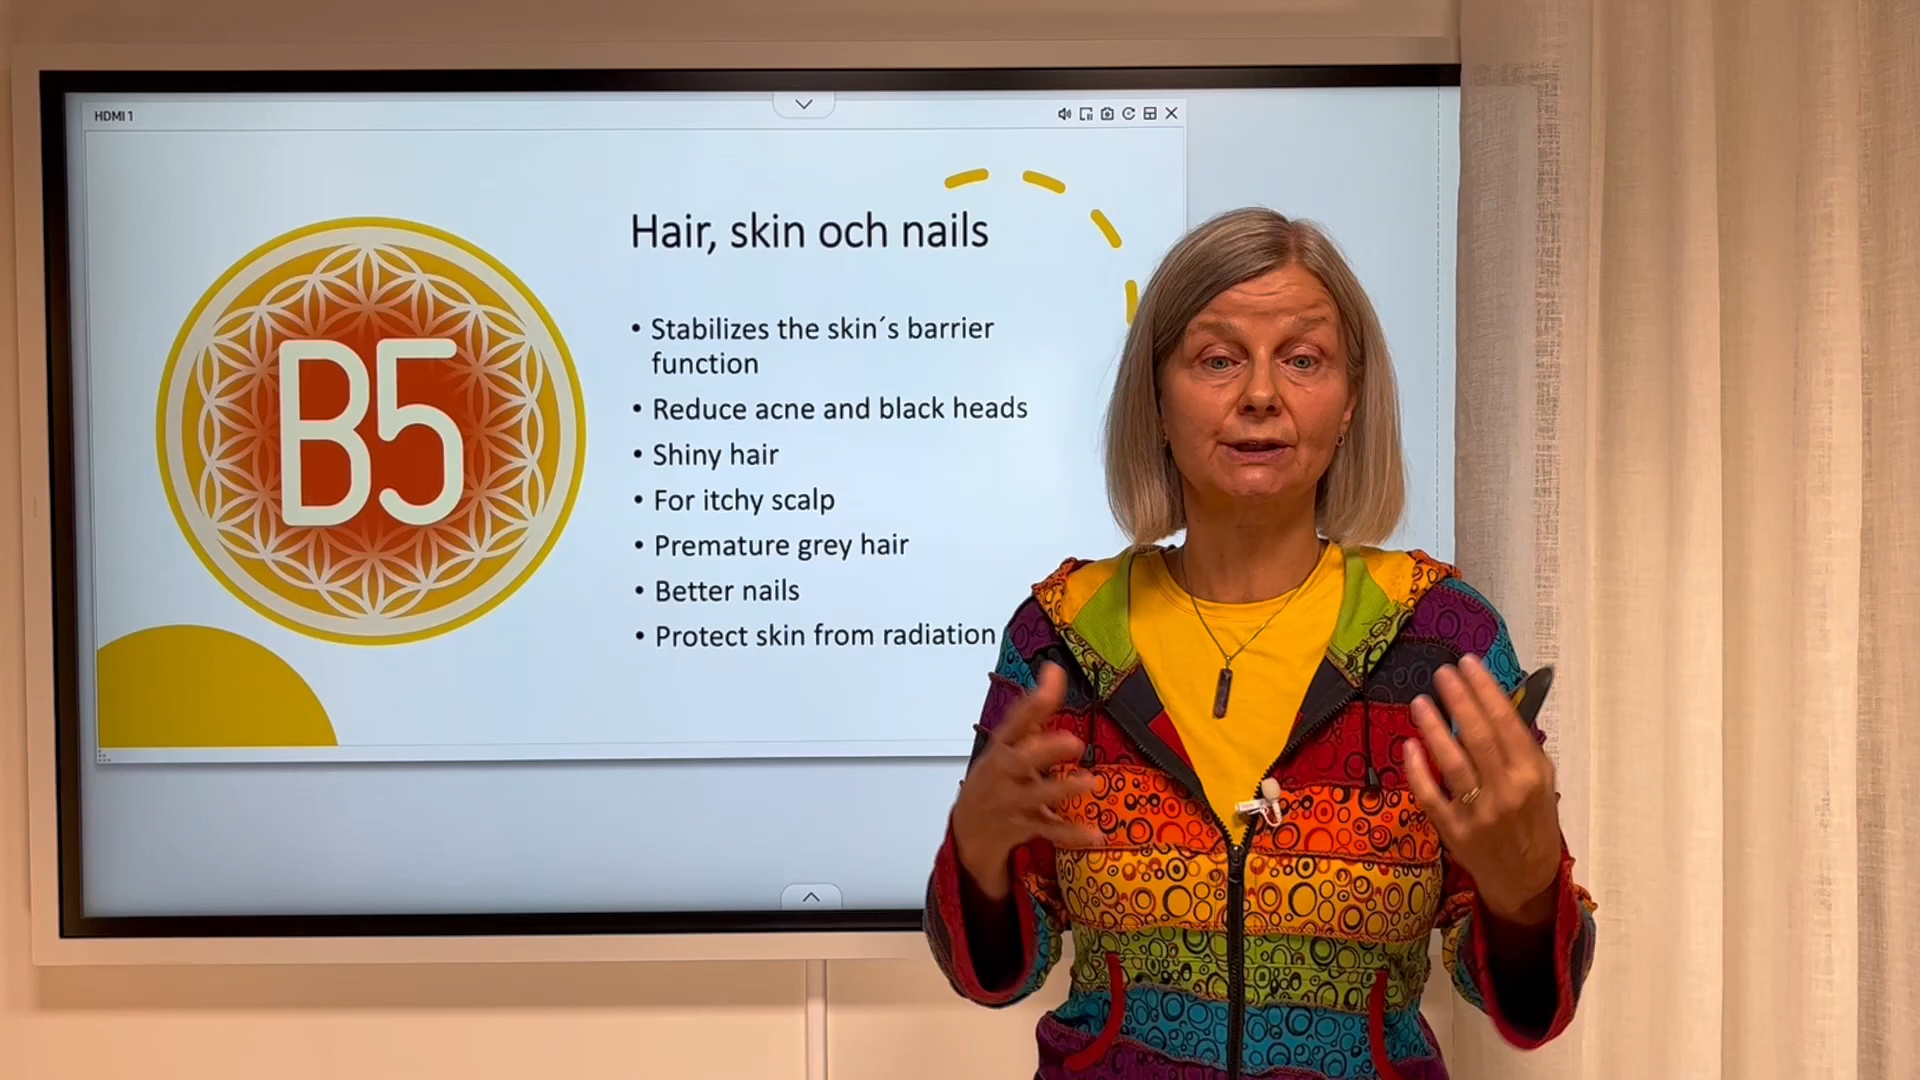 HDMI 1
B5
Hair, skin och nails
• Stabilizes the skin´s barrier
function
• Reduce acne and black heads
• Shiny hair
• For itchy scalp
• Premature grey hair
• Better nails
• Protect skin from radiation